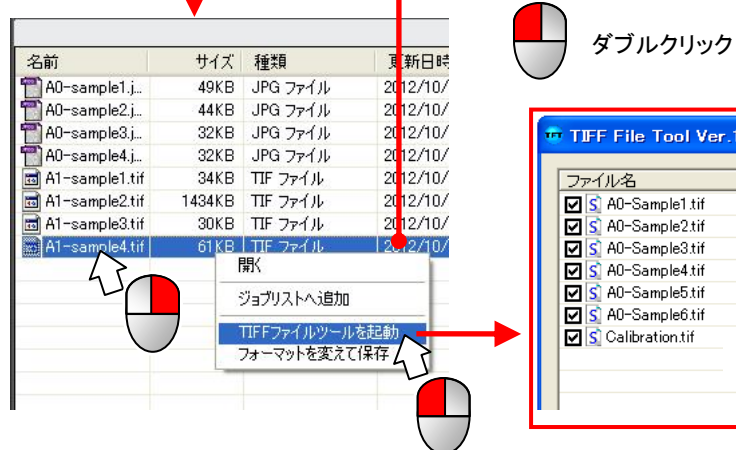 ダブルクリック
名前 サイズ 種類 更新日時
A0-sample1.j... 49KB JPG ファイル 2012/10/
A0-sample2.j... 44KB JPG ファイル 2012/10/
A0-sample3.j... 32KB JPG ファイル 2012/10/
A0-sample4.j... 32KB JPG ファイル 2012/10/
A1-sample1.tif 34KB TIF ファイル 2012/10/
A1-sample2.tif 1434KB TIF ファイル 2012/10/
A1-sample3.tif 30KB TIF ファイル 2012/10/
A1-sample4.tif 61KB TIF ファイル 2012/10/
開く
ジョブリストへ追加
TIFFファイルツールを起動
フォーマットを変えて保存
TFT TIFF File Tool Ver.1
ファイル名
S A0-Sample1.tif
S A0-Sample2.tif
S A0-Sample3.tif
S A0-Sample4.tif
S A0-Sample5.tif
S A0-Sample6.tif
S Calibration.tif